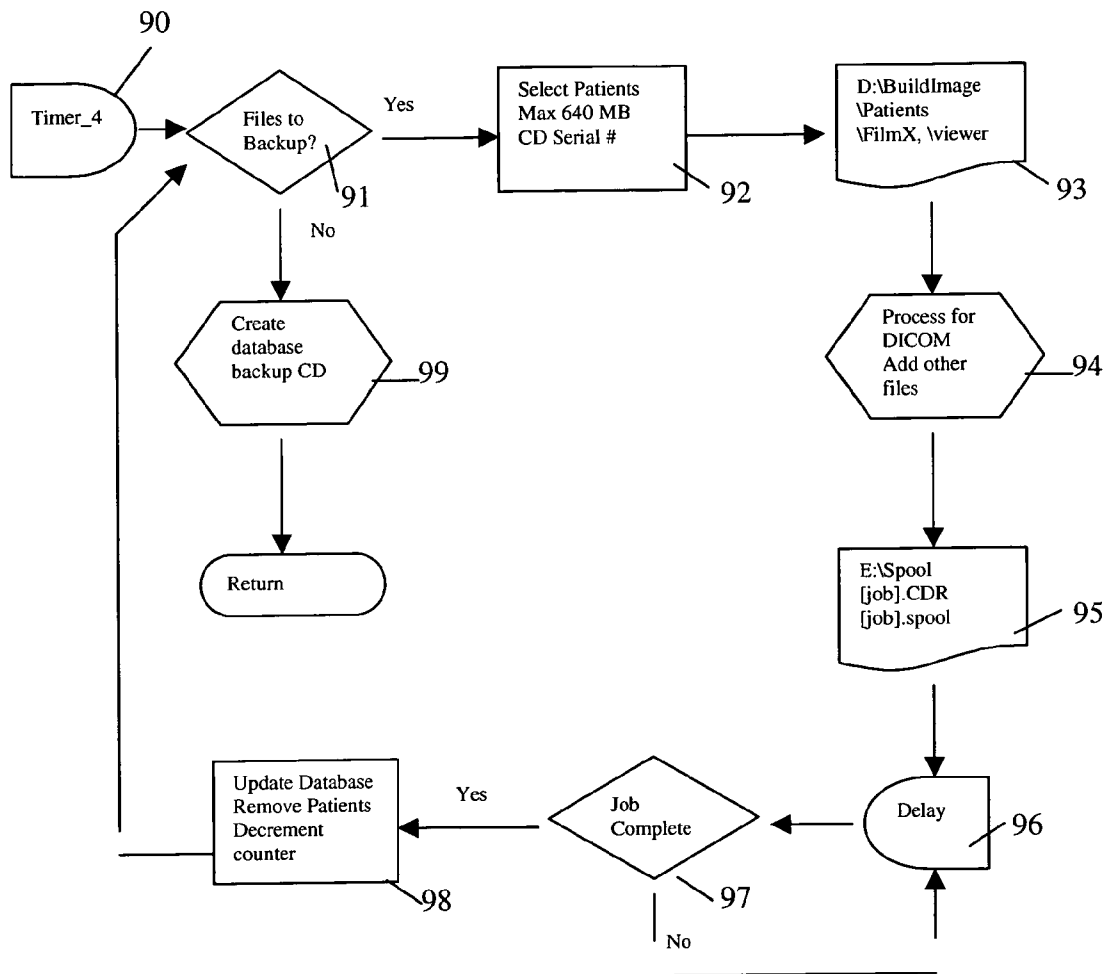 90
Timer_4
Files to
Backup?
91
Yes
Select Patients
Max 640 MB
CD Serial #
92
D:\BuildImage
\Patients
\FilmX, \viewer
93
No
Create
database
backup CD
99
Process for
DICOM
Add other
files
94
Return
E:\Spool
[job].CDR
[job].spool
95
Update Database
Remove Patients
Decrement
counter
98
Yes
Job
Complete
97
No
Delay
96